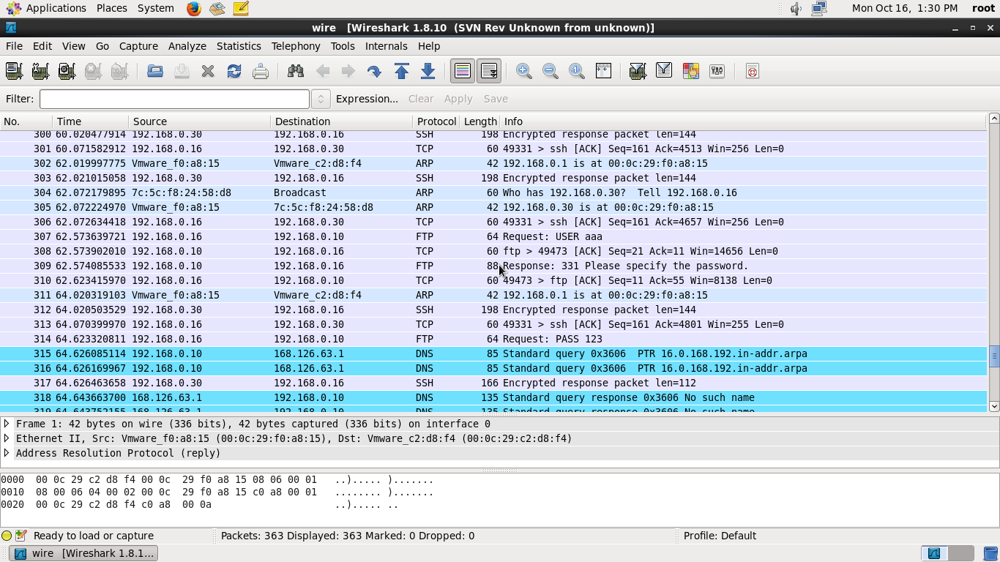 Applications Places System Mon Oct 16, 1:30 PM root
wire [Wireshark 1.8.10 (SVN Rev Unknown from unknown)]
File Edit View Go Capture Analyze Statistics Telephony Tools Internals Help
Filter: Expression... Clear Apply Save
No. Time Source Destination Protocol Length Info
300 60.020477914 192.168.0.30 192.168.0.16 SSH 198 Encrypted response packet len=144
301 60.071582912 192.168.0.16 192.168.0.30 TCP 60 49331 > ssh [ACK] Seq=161 Ack=4513 Win=256 Len=0
302 62.019997775 Vmware_f0:a8:15 Vmware_c2:d8:f4 ARP 42 192.168.0.1 is at 00:0c:29:f0:a8:15
303 62.021015058 192.168.0.30 192.168.0.16 SSH 198 Encrypted response packet len=144
304 62.072179895 7c:5c:f8:24:58:d8 Broadcast ARP 60 Who has 192.168.0.30? Tell 192.168.0.16
305 62.072224970 Vmware_f0:a8:15 7c:5c:f8:24:58:d8 ARP 42 192.168.0.30 is at 00:0c:29:f0:a8:15
306 62.072634418 192.168.0.16 192.168.0.30 TCP 60 49331 > ssh [ACK] Seq=161 Ack=4657 Win=256 Len=0
307 62.573639721 192.168.0.16 192.168.0.10 FTP 64 Request: USER aaa
308 62.573902010 192.168.0.10 192.168.0.16 TCP 60 ftp > 49473 [ACK] Seq=21 Ack=11 Win=14656 Len=0
309 62.574085533 192.168.0.10 192.168.0.16 FTP 88 Response: 331 Please specify the password.
310 62.623415970 192.168.0.16 192.168.0.10 TCP 60 49473 > ftp [ACK] Seq=11 Ack=55 Win=8138 Len=0
311 64.020319103 Vmware_f0:a8:15 Vmware_c2:d8:f4 ARP 42 192.168.0.1 is at 00:0c:29:f0:a8:15
312 64.020503529 192.168.0.30 192.168.0.16 SSH 198 Encrypted response packet len=144
313 64.070399970 192.168.0.16 192.168.0.30 TCP 60 49331 > ssh [ACK] Seq=161 Ack=4801 Win=255 Len=0
314 64.623320811 192.168.0.16 192.168.0.10 FTP 64 Request: PASS 123
315 64.626085114 192.168.0.10 168.126.63.1 DNS 85 Standard query 0x3606 PTR 16.0.168.192.in-addr.arpa
316 64.626169967 192.168.0.10 168.126.63.1 DNS 85 Standard query 0x3606 PTR 16.0.168.192.in-addr.arpa
317 64.626463658 192.168.0.30 192.168.0.16 SSH 166 Encrypted response packet len=112
318 64.643663700 168.126.63.1 192.168.0.10 DNS 135 Standard query response 0x3606 No such name
319 64.643752155 168.126.63.1 192.168.0.10 DNS 135 Standard query response 0x3606 No such name
Frame 1: 42 bytes on wire (336 bits), 42 bytes captured (336 bits) on interface 0
Ethernet II, Src: Vmware_f0:a8:15 (00:0c:29:f0:a8:15), Dst: Vmware_c2:d8:f4 (00:0c:29:c2:d8:f4)
Address Resolution Protocol (reply)
0000 00 0c 29 c2 d8 f4 00 0c 29 f0 a8 15 08 06 00 01 ..)..... ).......
0010 08 00 06 04 00 02 00 0c 29 f0 a8 15 c0 a8 00 01 ........ ).......
0020 00 0c 29 c2 d8 f4 c0 a8 00 0a ..)..... ..
Ready to load or capture Packets: 363 Displayed: 363 Marked: 0 Dropped: 0 Profile: Default
wire [Wireshark 1.8.1...